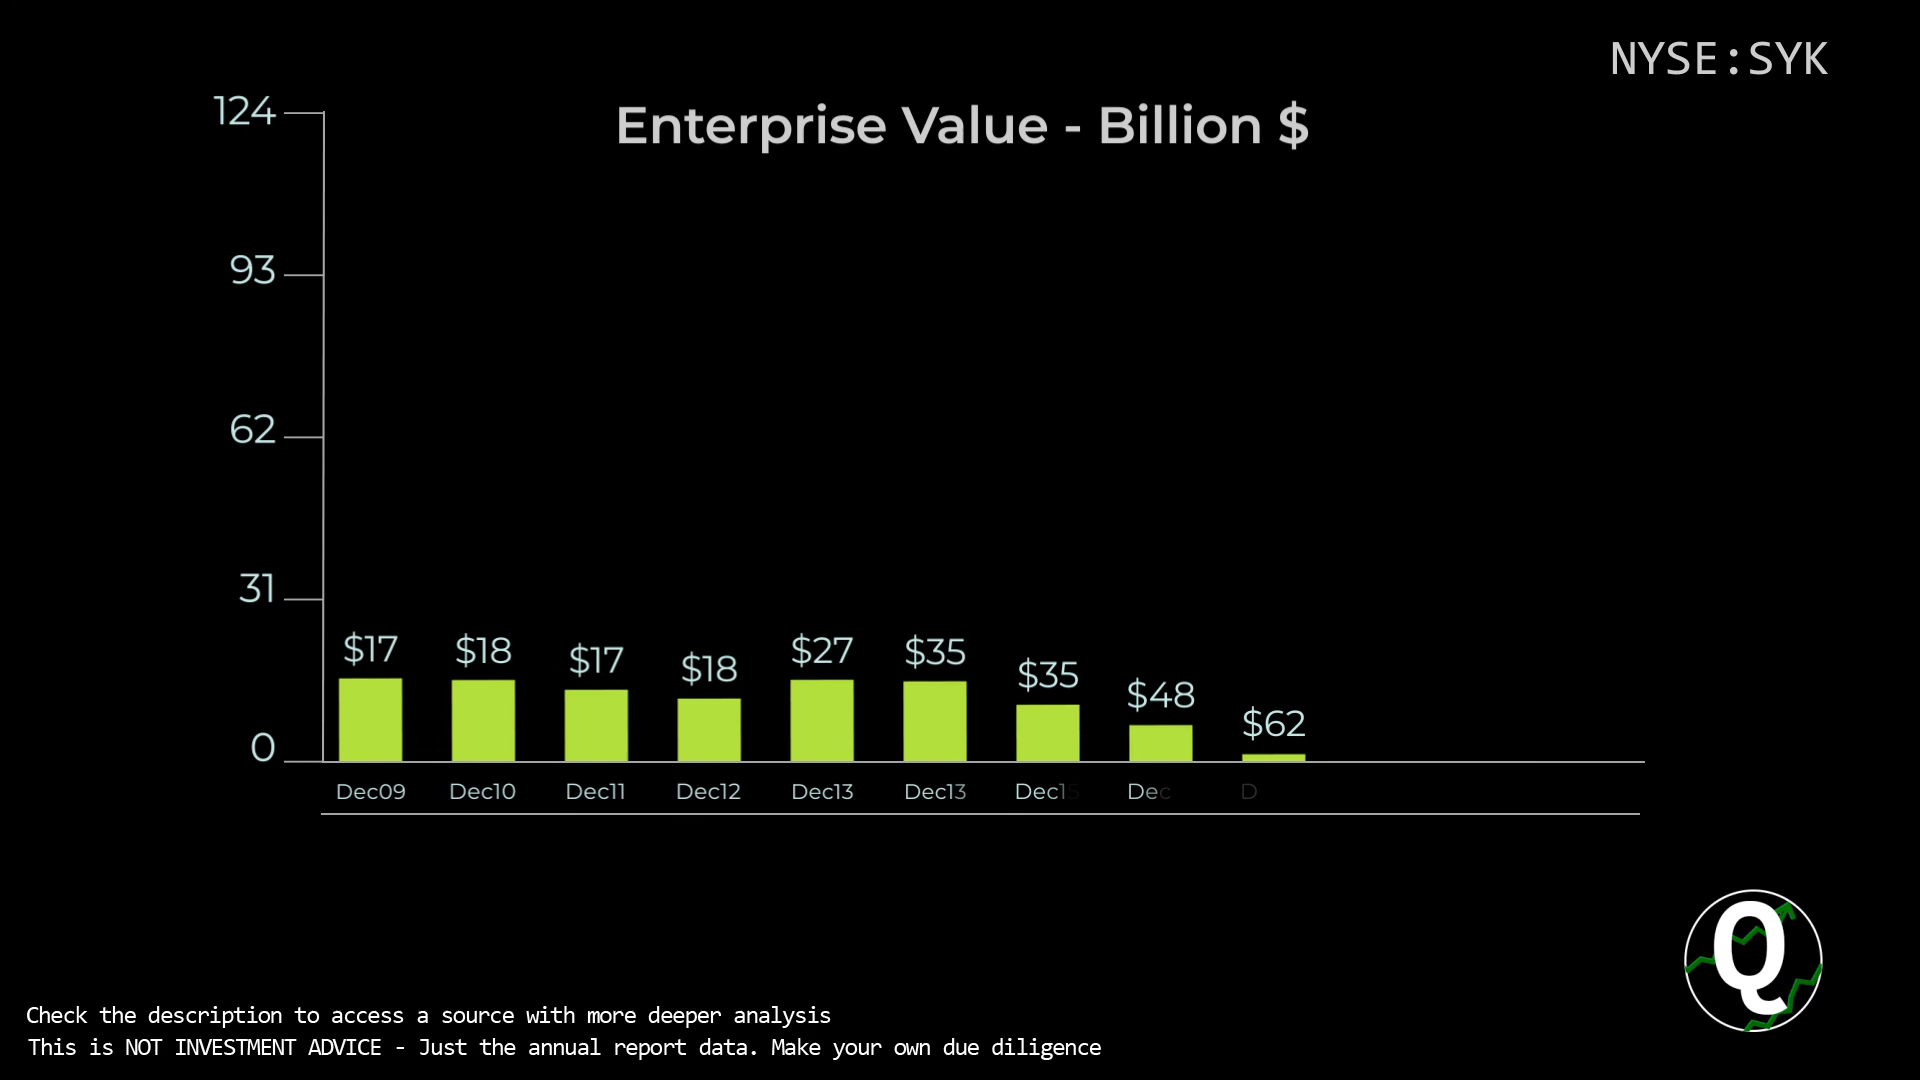 NYSE:SYK
Enterprise Value - Billion $
124
93
62
31
0
$17 $18 $17 $18 $27 $35 $35 $48 $62
Dec09 Dec10 Dec11 Dec12 Dec13 Dec13 Dec15 Dec D
Q
Check the description to access a source with more deeper analysis
This is NOT INVESTMENT ADVICE - Just the annual report data. Make your own due diligence